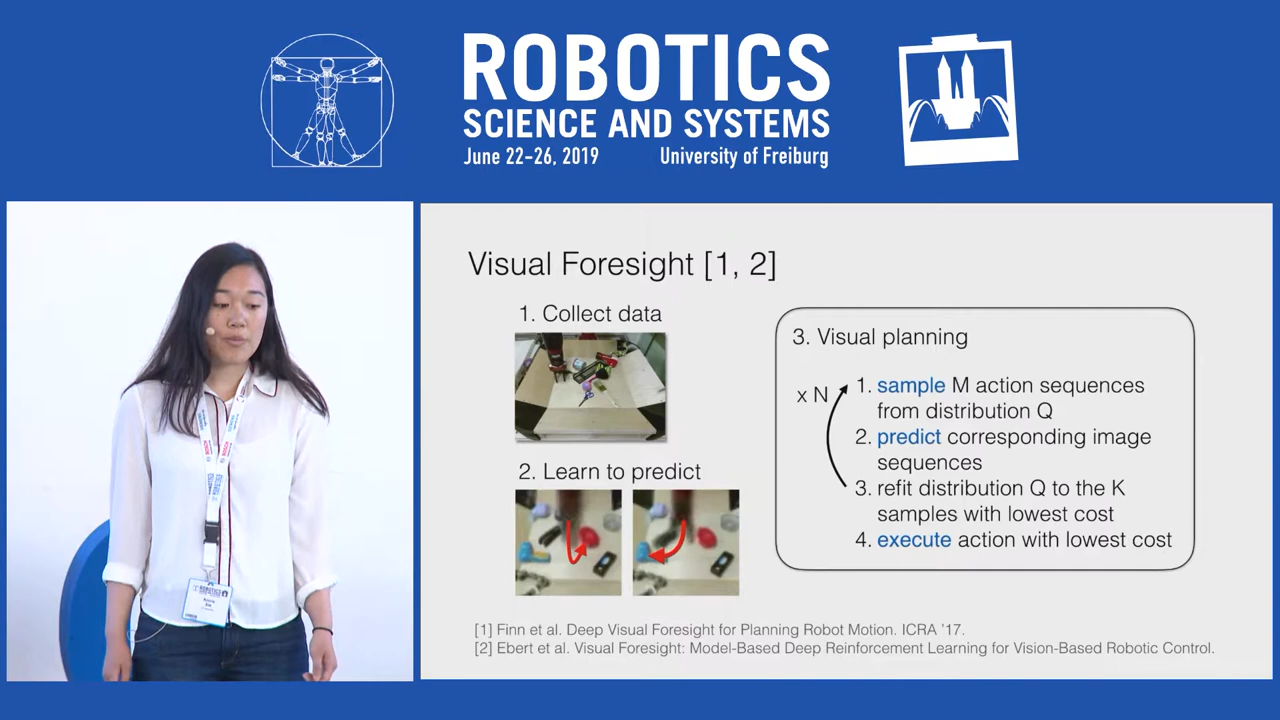 ROBOTICS
SCIENCE AND SYSTEMS
June 22-26, 2019 University of Freiburg
Visual Foresight [1, 2]
1. Collect data
2. Learn to predict
3. Visual planning
x N
1. sample M action sequences
from distribution Q
2. predict corresponding image
sequences
3. refit distribution Q to the K
samples with lowest cost
4. execute action with lowest cost
[1] Finn et al. Deep Visual Foresight for Planning Robot Motion. ICRA '17.
[2] Ebert et al. Visual Foresight: Model-Based Deep Reinforcement Learning for Vision-Based Robotic Control.
ROBOTICS